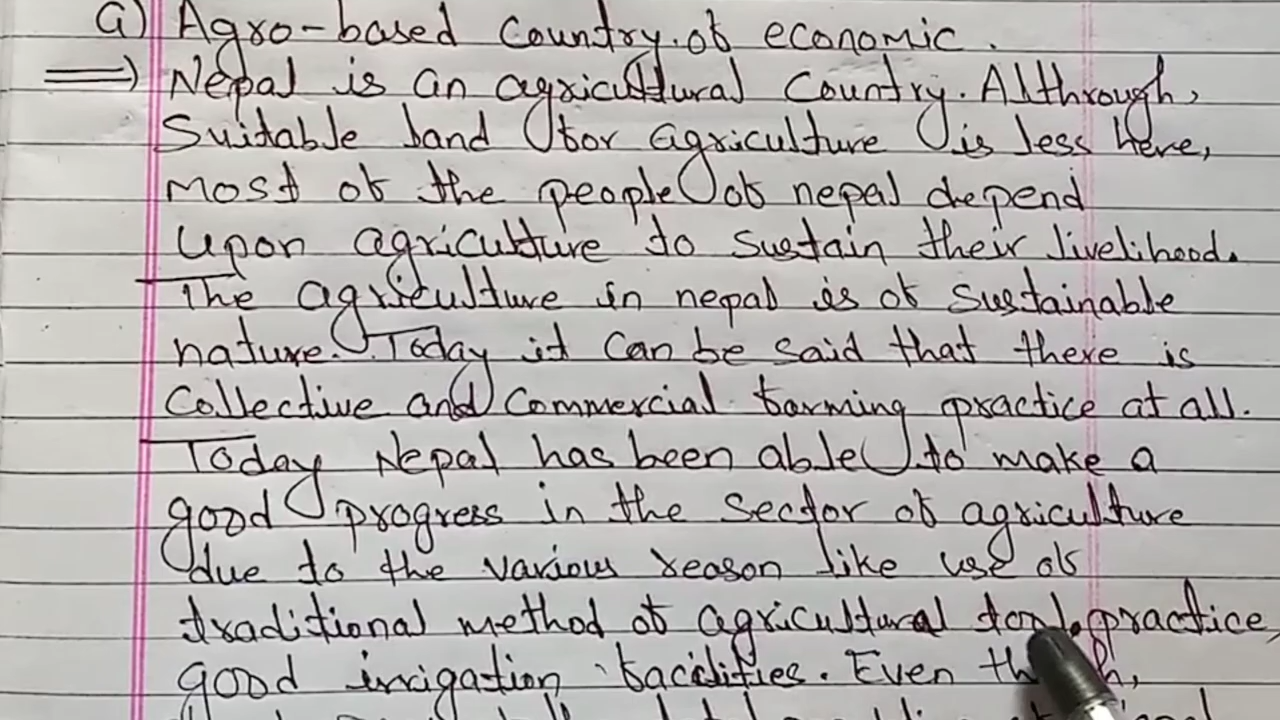 a) Agro-based Country of economic.
=> Nepal is an agricultural Country. Althrough,
Suitable land for agriculture is less here,
Most of the people of nepal depend
upon agriculture to sustain their livelihood.
The agriculture in nepal is of sustainable
nature. Today it can be said that there is
Collective and Commercial farming practice at all.
Today Nepal has been able to make a
good progress in the sector of agriculture
due to the various reason like use of
traditional method of agricultural tool. practice,
good irrigation facilities. Even